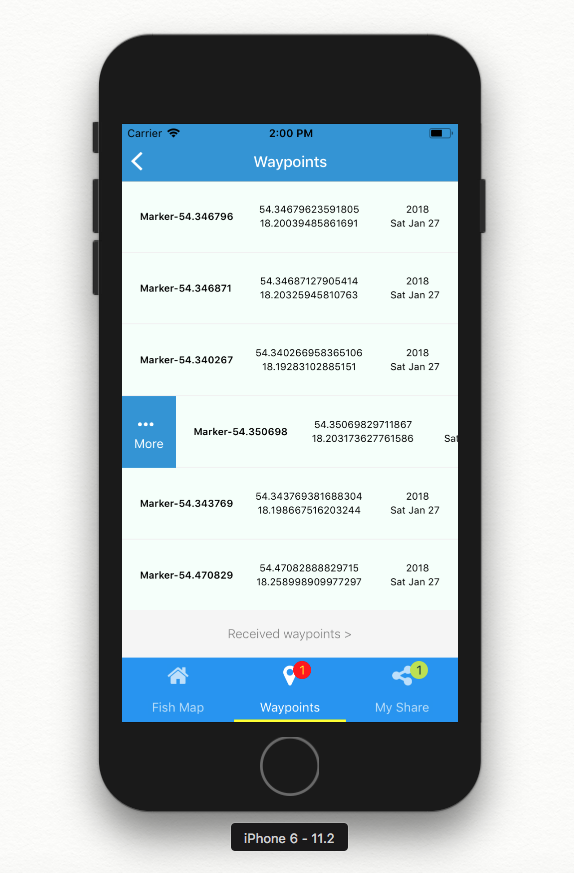 Carrier 2:00 PM
Waypoints
Marker-54.346796 54.34679623591805 2018
18.20039485861691 Sat Jan 27
Marker-54.346871 54.34687127905414 2018
18.20325945810763 Sat Jan 27
Marker-54.340267 54.340266958365106 2018
18.19283102885151 Sat Jan 27
••• 
More Marker-54.350698 54.35069829711867
18.203173627761586 Sat
Marker-54.343769 54.343769381688304 2018
18.198667516203244 Sat Jan 27
Marker-54.470829 54.47082888829715 2018
18.258998909977297 Sat Jan 27
Received waypoints >
1 1
Fish Map Waypoints My Share
iPhone 6 - 11.2